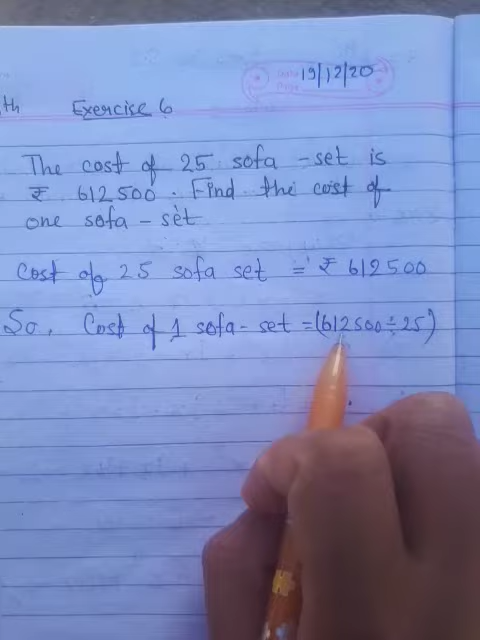 19/12/20
th
Exercise 6
The cost of 25 sofa-set is
₹ 612500. Find the cost of
one sofa-set
Cost of 25 sofa set = ₹ 612500
So, Cost of 1 sofa-set =(612500÷25)